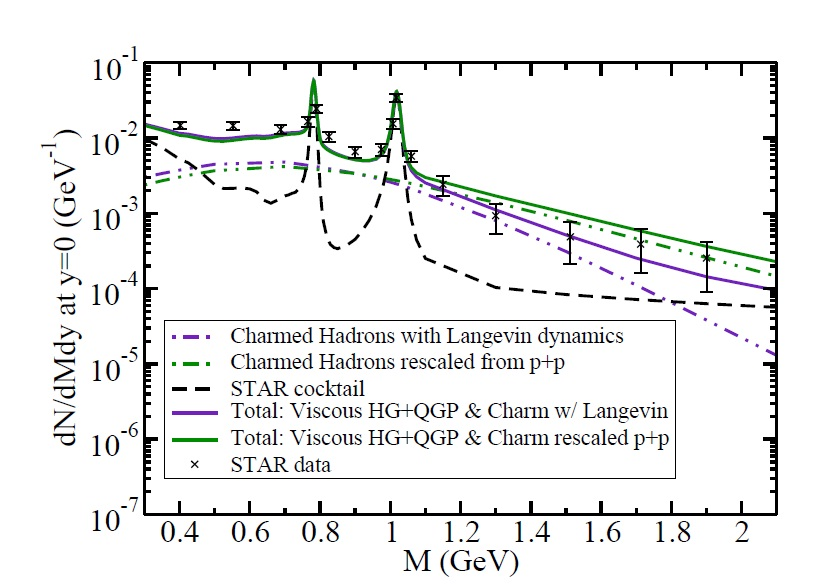 10^-1
10^-2
10^-3
10^-4
10^-5
10^-6
10^-7
dN/dMdy at y=0 (GeV^-1)
Charmed Hadrons with Langevin dynamics
Charmed Hadrons rescaled from p+p
STAR cocktail
Total: Viscous HG+QGP & Charm w/ Langevin
Total: Viscous HG+QGP & Charm rescaled p+p
STAR data
0.4 0.6 0.8 1 1.2 1.4 1.6 1.8 2
M (GeV)